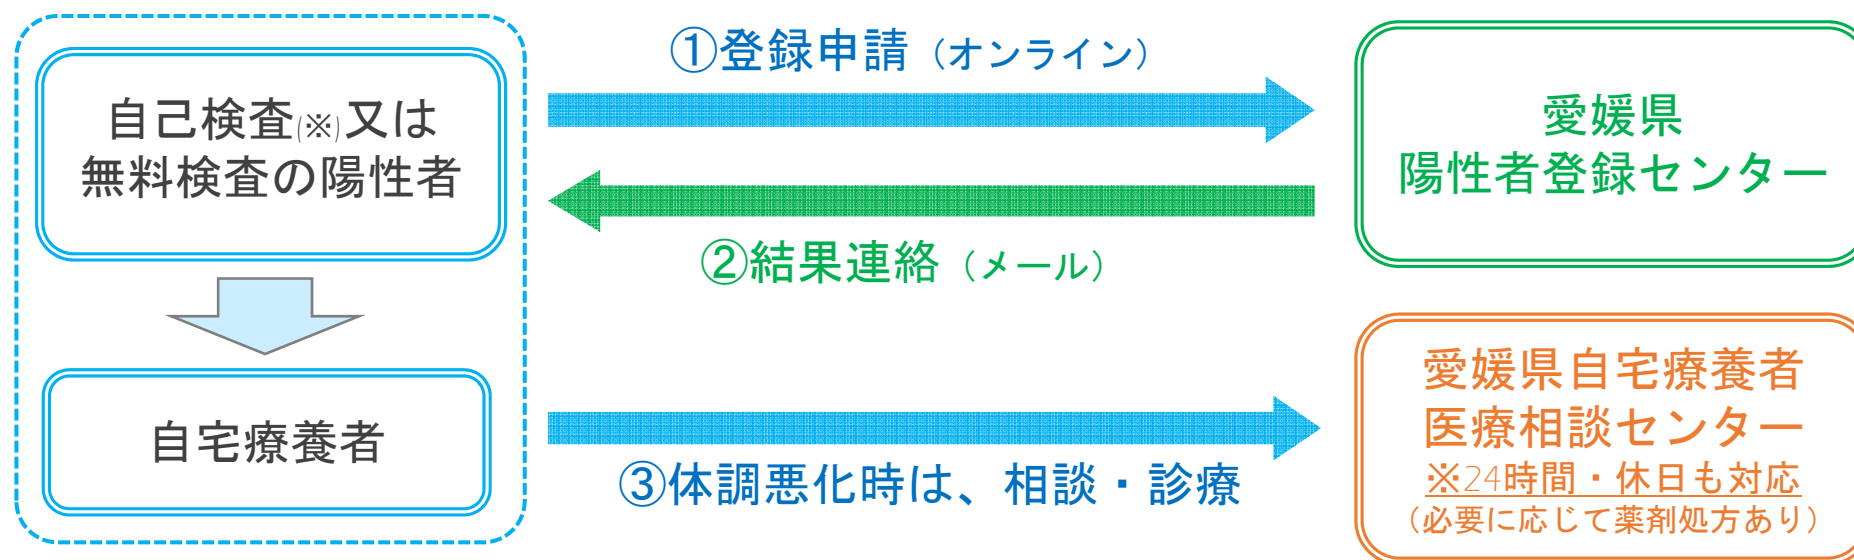 自己検査(※)又は
無料検査の陽性者
①登録申請（オンライン）
愛媛県
陽性者登録センター
②結果連絡（メール）
自宅療養者
③体調悪化時は、相談・診療
愛媛県自宅療養者
医療相談センター
※24時間・休日も対応
（必要に応じて薬剤処方あり）